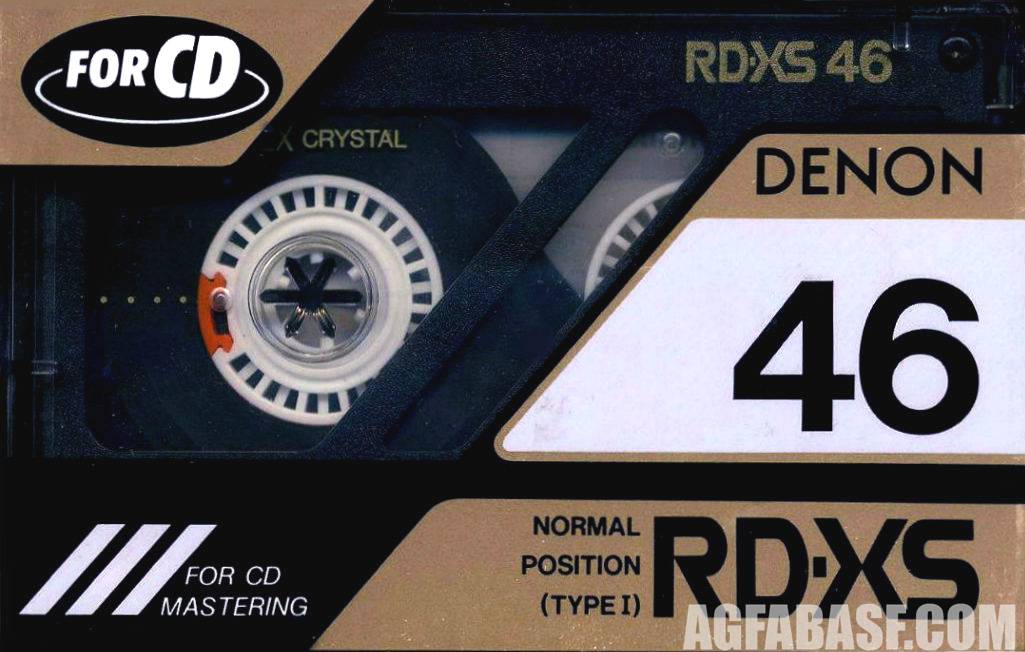 FOR CD
RD·XS 46
X CRYSTAL
DENON
46
FOR CD
MASTERING
NORMAL
POSITION
(TYPE I)
RD·XS
AGFABASF.COM